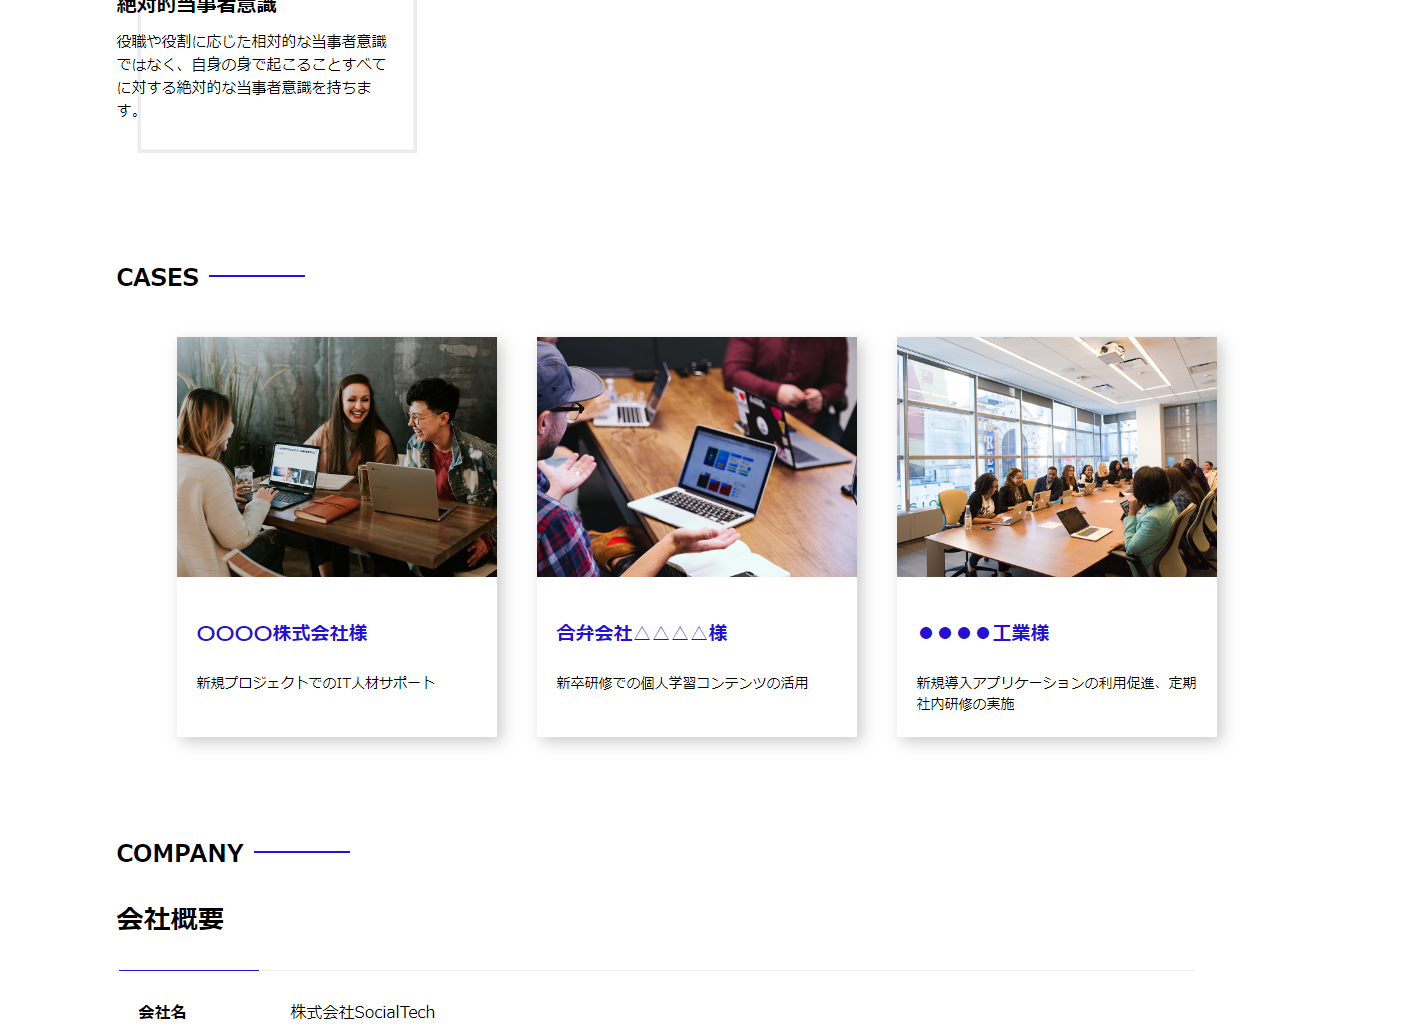 絶対的当事者意識
役職や役割に応じた相対的な当事者意識
ではなく、自身の身で起こることすべて
に対する絶対的な当事者意識を持ちま
す。
CASES
〇〇〇〇株式会社様
新規プロジェクトでのIT人材サポート
合弁会社△△△△様
新卒研修での個人学習コンテンツの活用
●●●●工業様
新規導入アプリケーションの利用促進、定期
社内研修の実施
COMPANY
会社概要
会社名 株式会社SocialTech